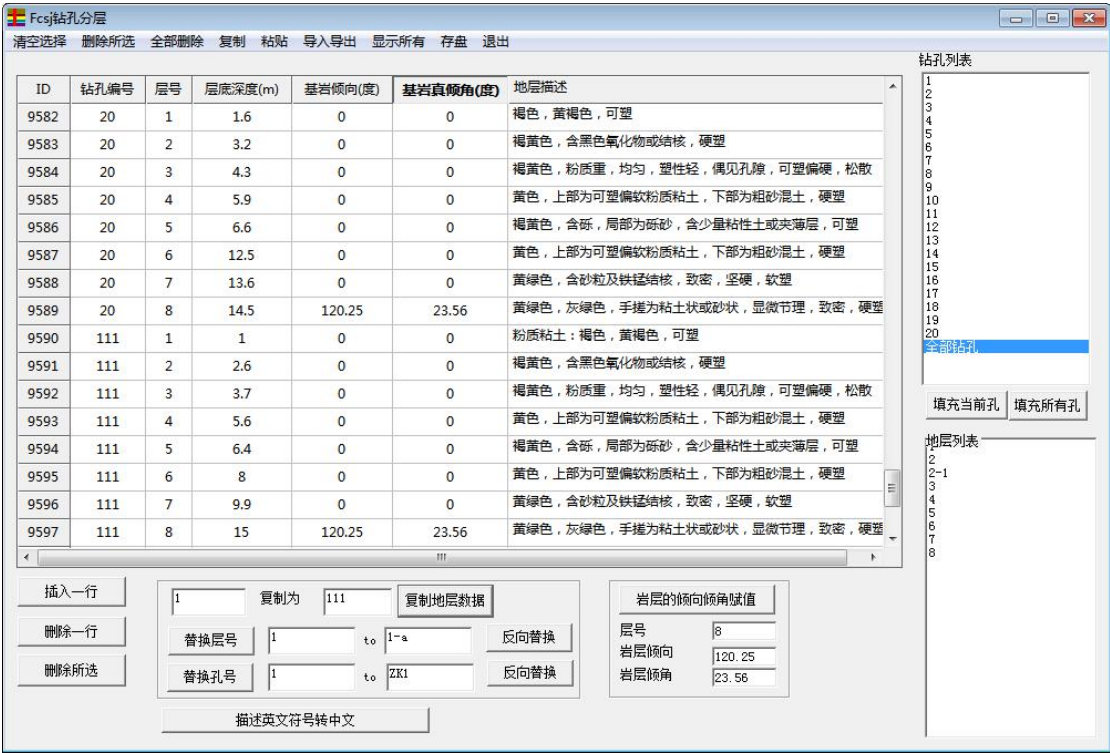 Fcsj钻孔分层
清空选择 删除所选 全部删除 复制 粘贴 导入导出 显示所有 存盘 退出
ID 钻孔编号 层号 层底深度(m) 基岩倾向(度) 基岩真倾角(度) 地层描述
9582 20 1 1.6 0 0 褐色，黄褐色，可塑
9583 20 2 3.2 0 0 褐黄色，含黑色氧化物或结核，硬塑
9584 20 3 4.3 0 0 褐黄色，粉质重，均匀，塑性轻，偶见孔隙，可塑偏硬，松散
9585 20 4 5.9 0 0 黄色，上部为可塑偏软粉质粘土，下部为粗砂混土，硬塑
9586 20 5 6.6 0 0 褐黄色，含砾，局部为砾砂，含少量粘性土或夹薄层，可塑
9587 20 6 12.5 0 0 黄色，上部为可塑偏软粉质粘土，下部为粗砂混土，硬塑
9588 20 7 13.6 0 0 黄绿色，含砂粒及铁锰结核，致密，坚硬，软塑
9589 20 8 14.5 120.25 23.56 黄绿色，灰绿色，手搓为粘土状或砂状，显微节理，致密，硬塑
9590 111 1 1 0 0 粉质粘土：褐色，黄褐色，可塑
9591 111 2 2.6 0 0 褐黄色，含黑色氧化物或结核，硬塑
9592 111 3 3.7 0 0 褐黄色，粉质重，均匀，塑性轻，偶见孔隙，可塑偏硬，松散
9593 111 4 5.6 0 0 黄色，上部为可塑偏软粉质粘土，下部为粗砂混土，硬塑
9594 111 5 6.4 0 0 褐黄色，含砾，局部为砾砂，含少量粘性土或夹薄层，可塑
9595 111 6 8 0 0 黄色，上部为可塑偏软粉质粘土，下部为粗砂混土，硬塑
9596 111 7 9.9 0 0 黄绿色，含砂粒及铁锰结核，致密，坚硬，软塑
9597 111 8 15 120.25 23.56 黄绿色，灰绿色，手搓为粘土状或砂状，显微节理，致密，硬塑
钻孔列表
1
2
3
4
5
6
7
8
9
10
11
12
13
14
15
16
17
18
19
20
全部钻孔
填充当前孔 填充所有孔
地层列表
1
2
2-1
3
4
5
6
7
8
插入一行
删除一行
删除所选
1 复制为 111 复制地层数据
替换层号 1 to 1-a 反向替换
替换孔号 1 to ZK1 反向替换
描述英文符号转中文
岩层的倾向倾角赋值
层号 8
岩层倾向 120.25
岩层倾角 23.56